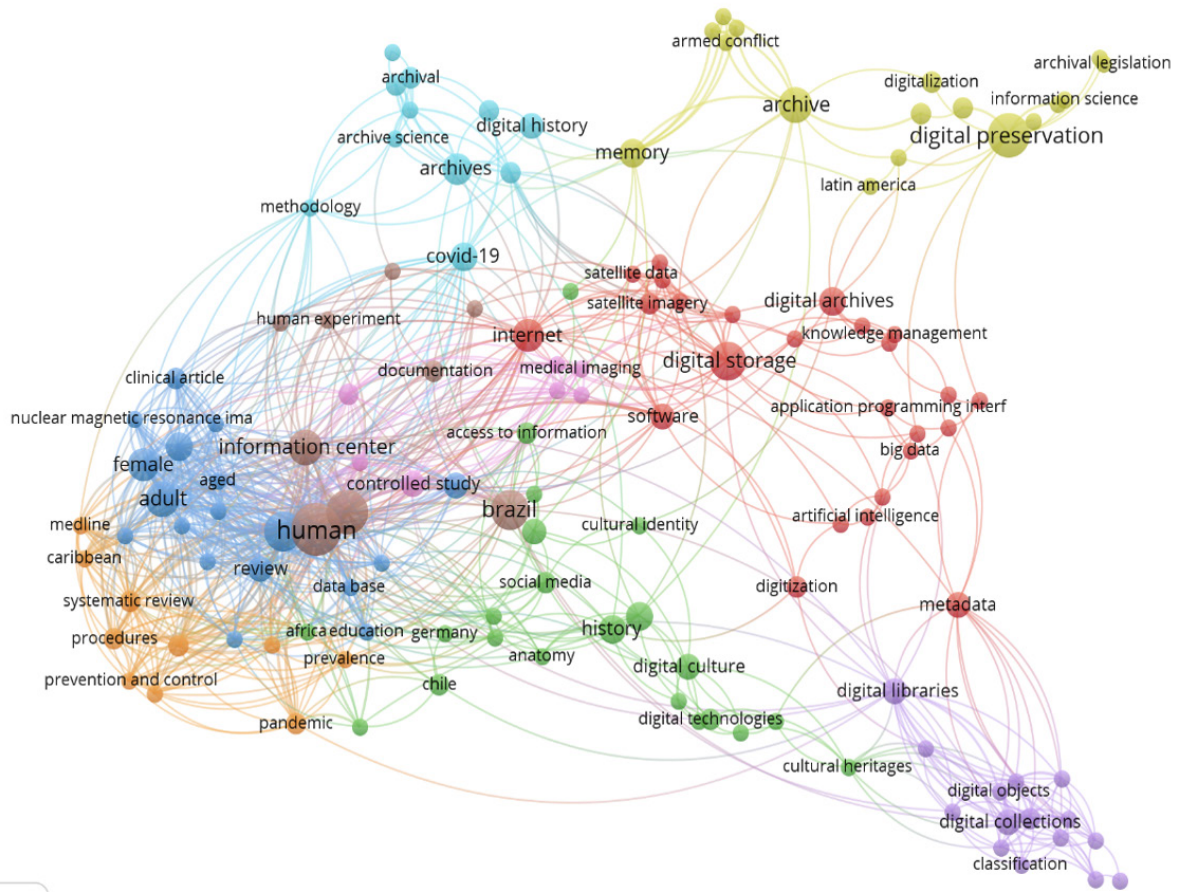 armed conflict
archival legislation
archival
digitalization
archive
information science
digital history
digital preservation
archive science
memory
archives
latin america
methodology
covid-19
satellite data
satellite imagery
digital archives
human experiment
internet
knowledge management
digital storage
documentation
medical imaging
clinical article
application programming interf
nuclear magnetic resonance ima
software
access to information
information center
big data
female
aged
controlled study
adult
brazil
artificial intelligence
medline
human
cultural identity
caribbean
review
data base
social media
digitization
systematic review
metadata
procedures
africa
education
germany
history
prevalence
anatomy
digital culture
prevention and control
chile
digital libraries
pandemic
digital technologies
cultural heritages
digital objects
digital collections
classification